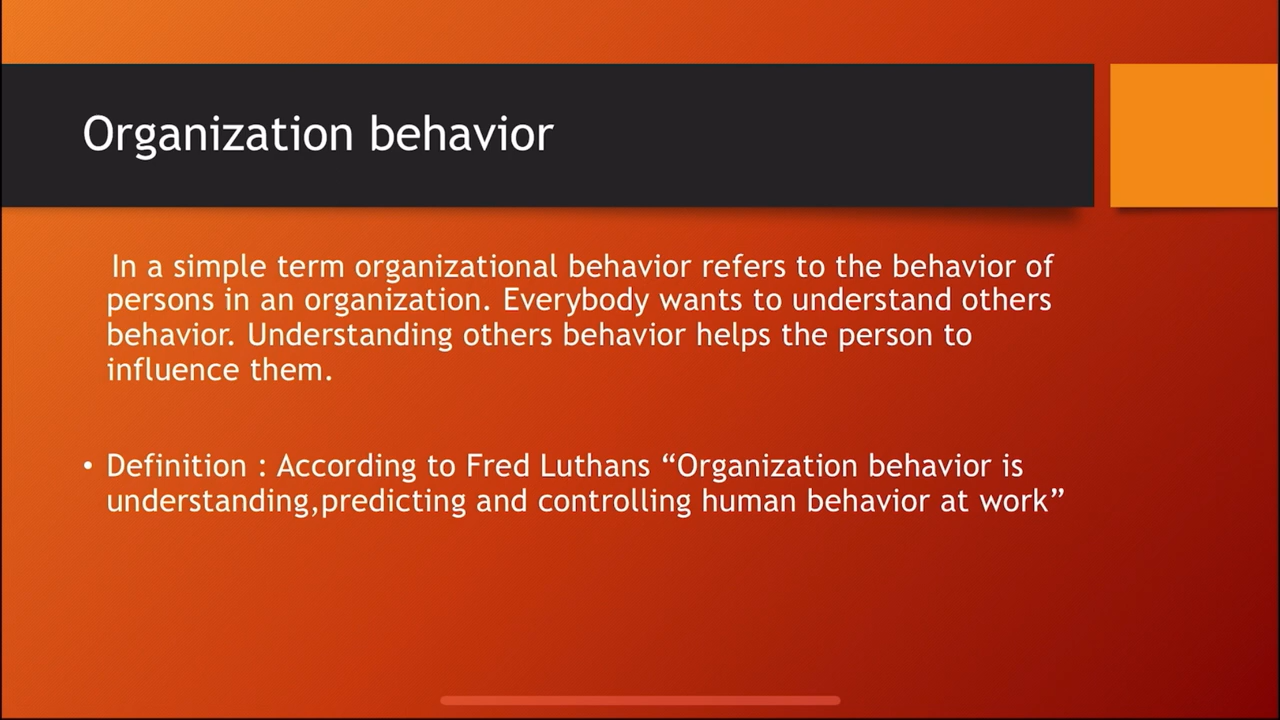 Organization behavior
In a simple term organizational behavior refers to the behavior of
persons in an organization. Everybody wants to understand others
behavior. Understanding others behavior helps the person to
influence them.
• Definition : According to Fred Luthans “Organization behavior is
understanding,predicting and controlling human behavior at work”